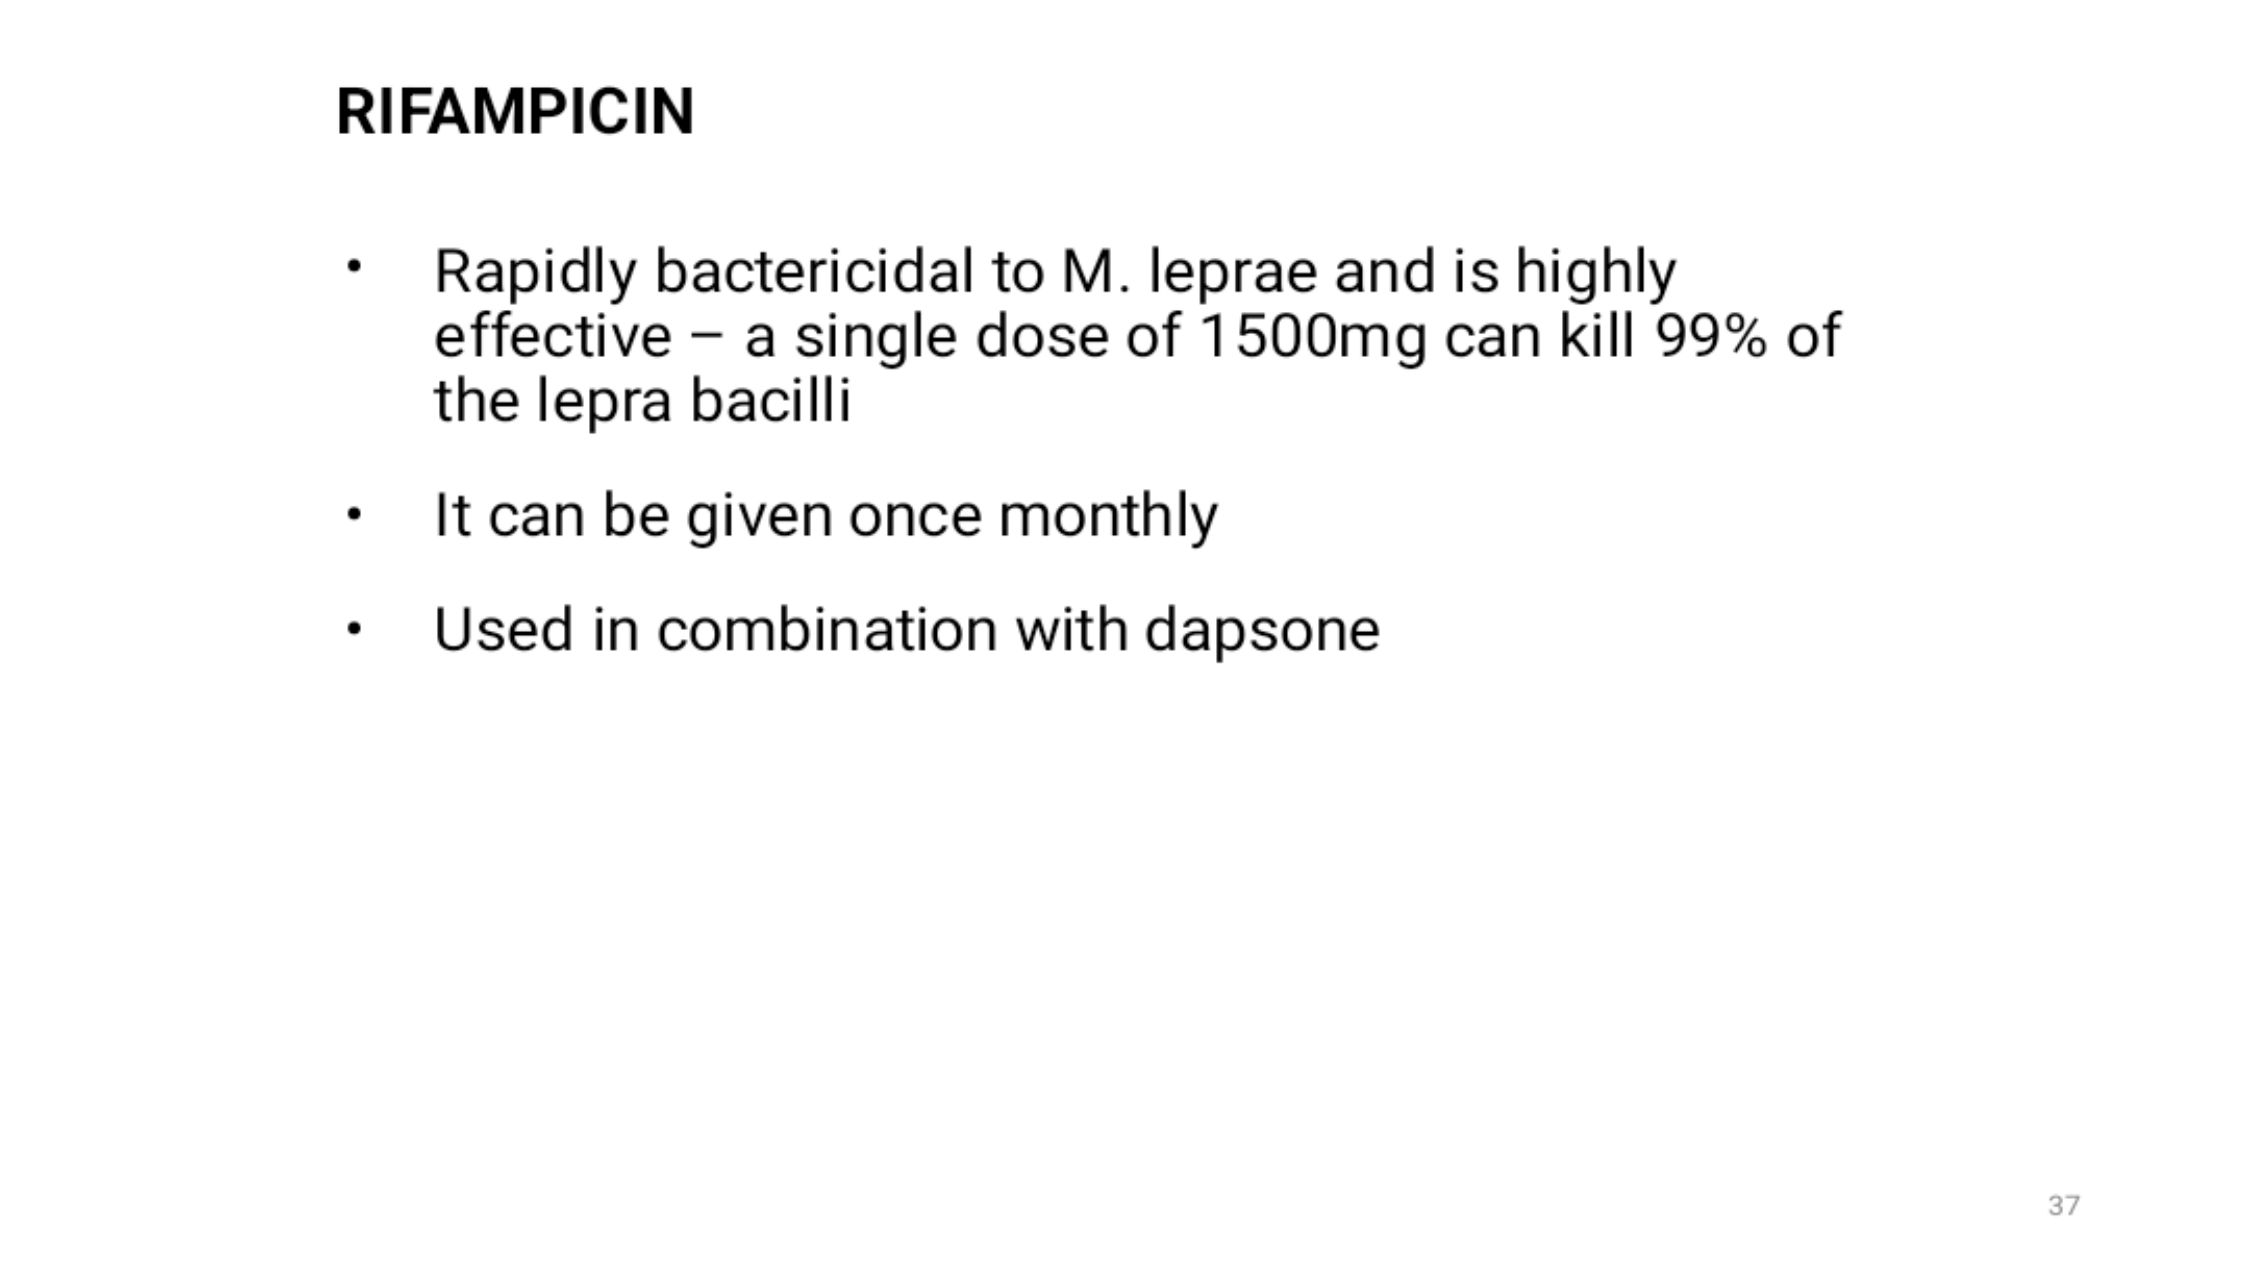 RIFAMPICIN
• Rapidly bactericidal to M. leprae and is highly
effective – a single dose of 1500mg can kill 99% of
the lepra bacilli
• It can be given once monthly
• Used in combination with dapsone
37